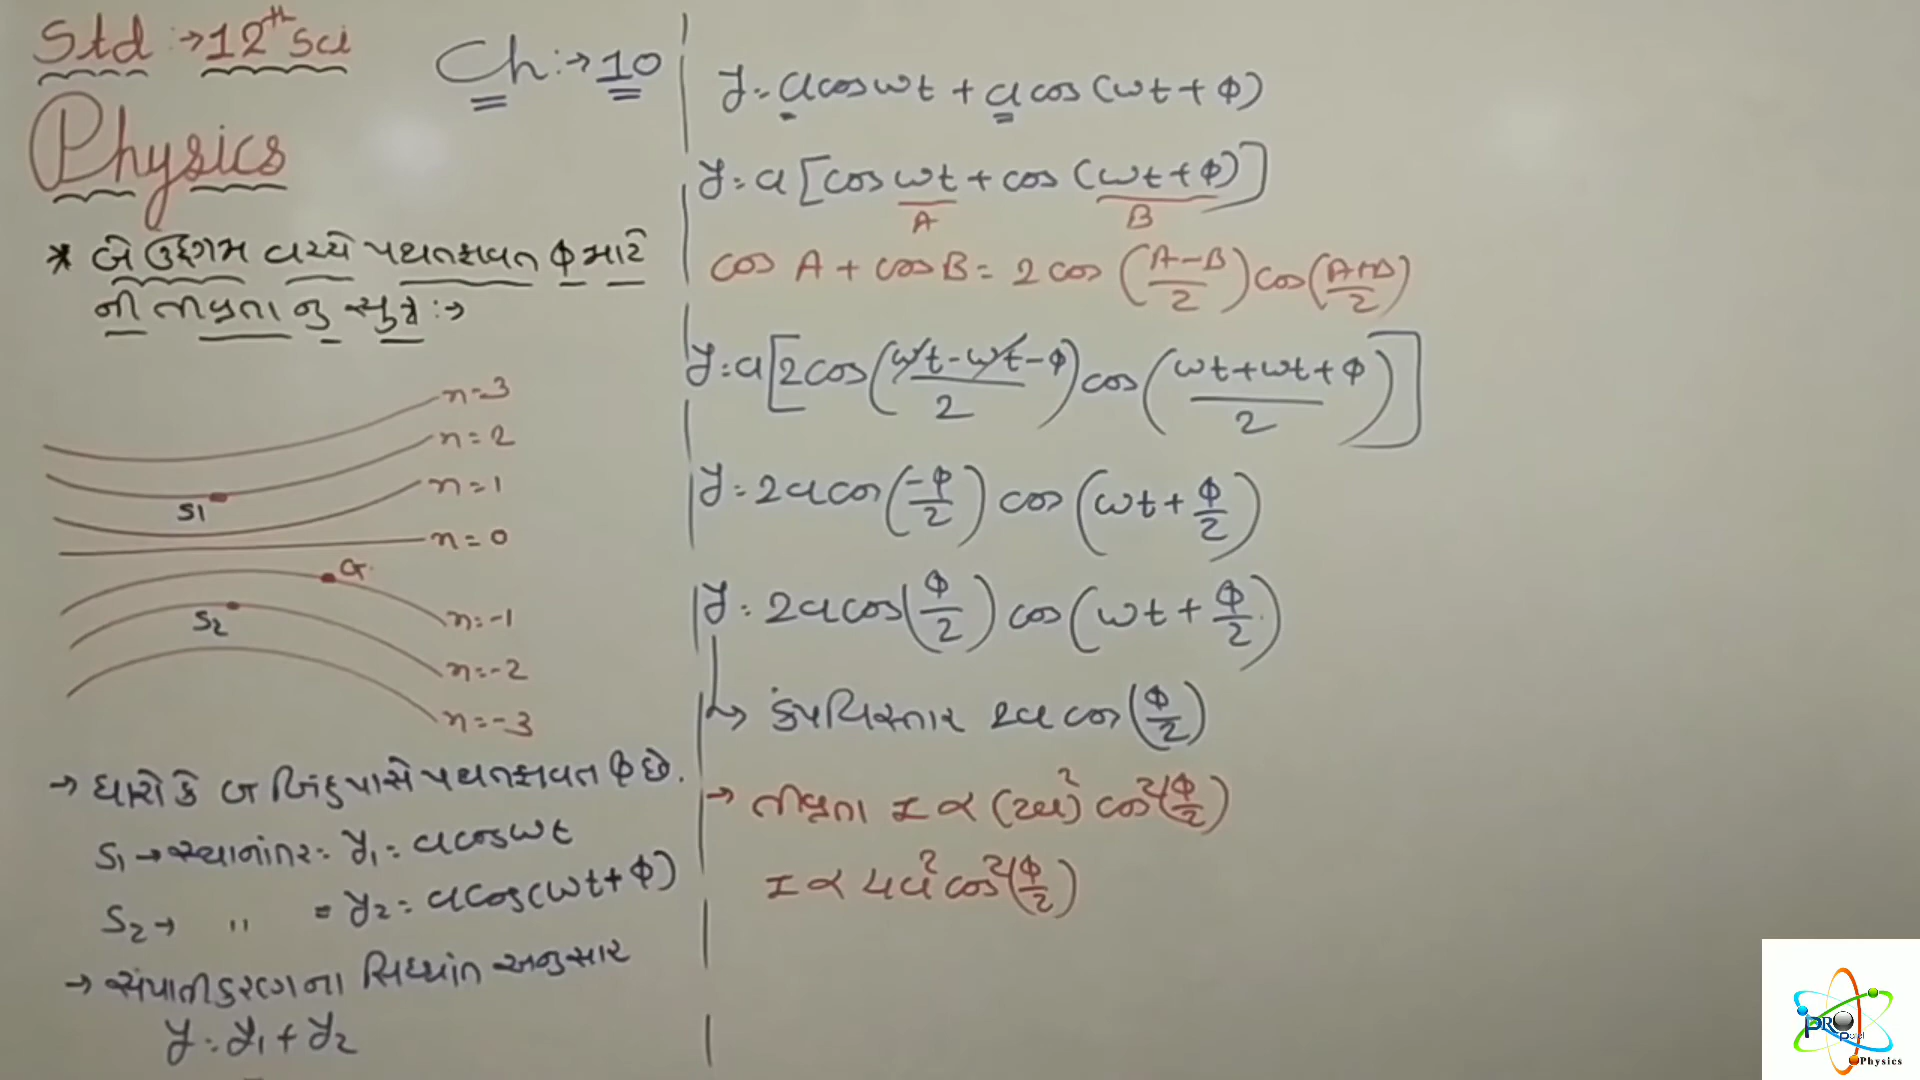 Std :→ 12th Sci
Ch :→ 10
Physics
* બે ઉદ્દગમ વચ્ચે પથતફાવત ϕ માટે
ની તીવ્રતા નુ સુત્ર :→
n=3
n=2
S1
n=1
n=0
G
n=-1
S2
n=-2
n=-3
→ ધારો કે G બિંદુ પાસે પથતફાવત ϕ છે.
S1 → સ્થાનાંતર = y1 = a cos ωt
S2 → " = y2 = a cos (ωt + ϕ)
→ સંપાતીકરણના સિધ્ધાંત અનુસાર
y = y1 + y2
y = a cos ωt + a cos (ωt + ϕ)
y = a [cos ωt + cos (ωt + ϕ)]
A B
cos A + cos B = 2 cos ((A-B)/2) cos ((A+B)/2)
y = a [2 cos ((ωt - ωt - ϕ)/2) cos ((ωt + ωt + ϕ)/2)]
y = 2a cos (-ϕ/2) cos (ωt + ϕ/2)
y = 2a cos (ϕ/2) cos (ωt + ϕ/2)
↳ કંપવિસ્તાર 2a cos (ϕ/2)
→ તીવ્રતા I ∝ (2a)² cos² (ϕ/2)
I ∝ 4a² cos² (ϕ/2)
PRO
Physics